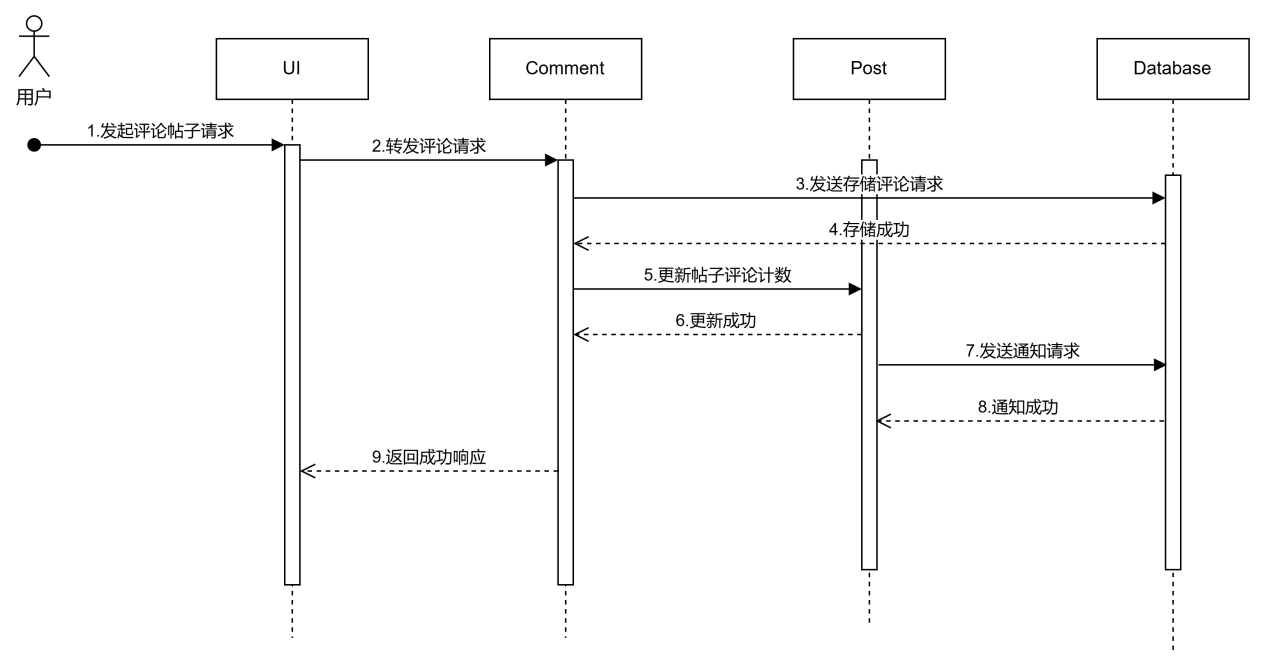 用户
UI
Comment
Post
Database
1.发起评论帖子请求
2.转发评论请求
3.发送存储评论请求
4.存储成功
5.更新帖子评论计数
6.更新成功
7.发送通知请求
8.通知成功
9.返回成功响应